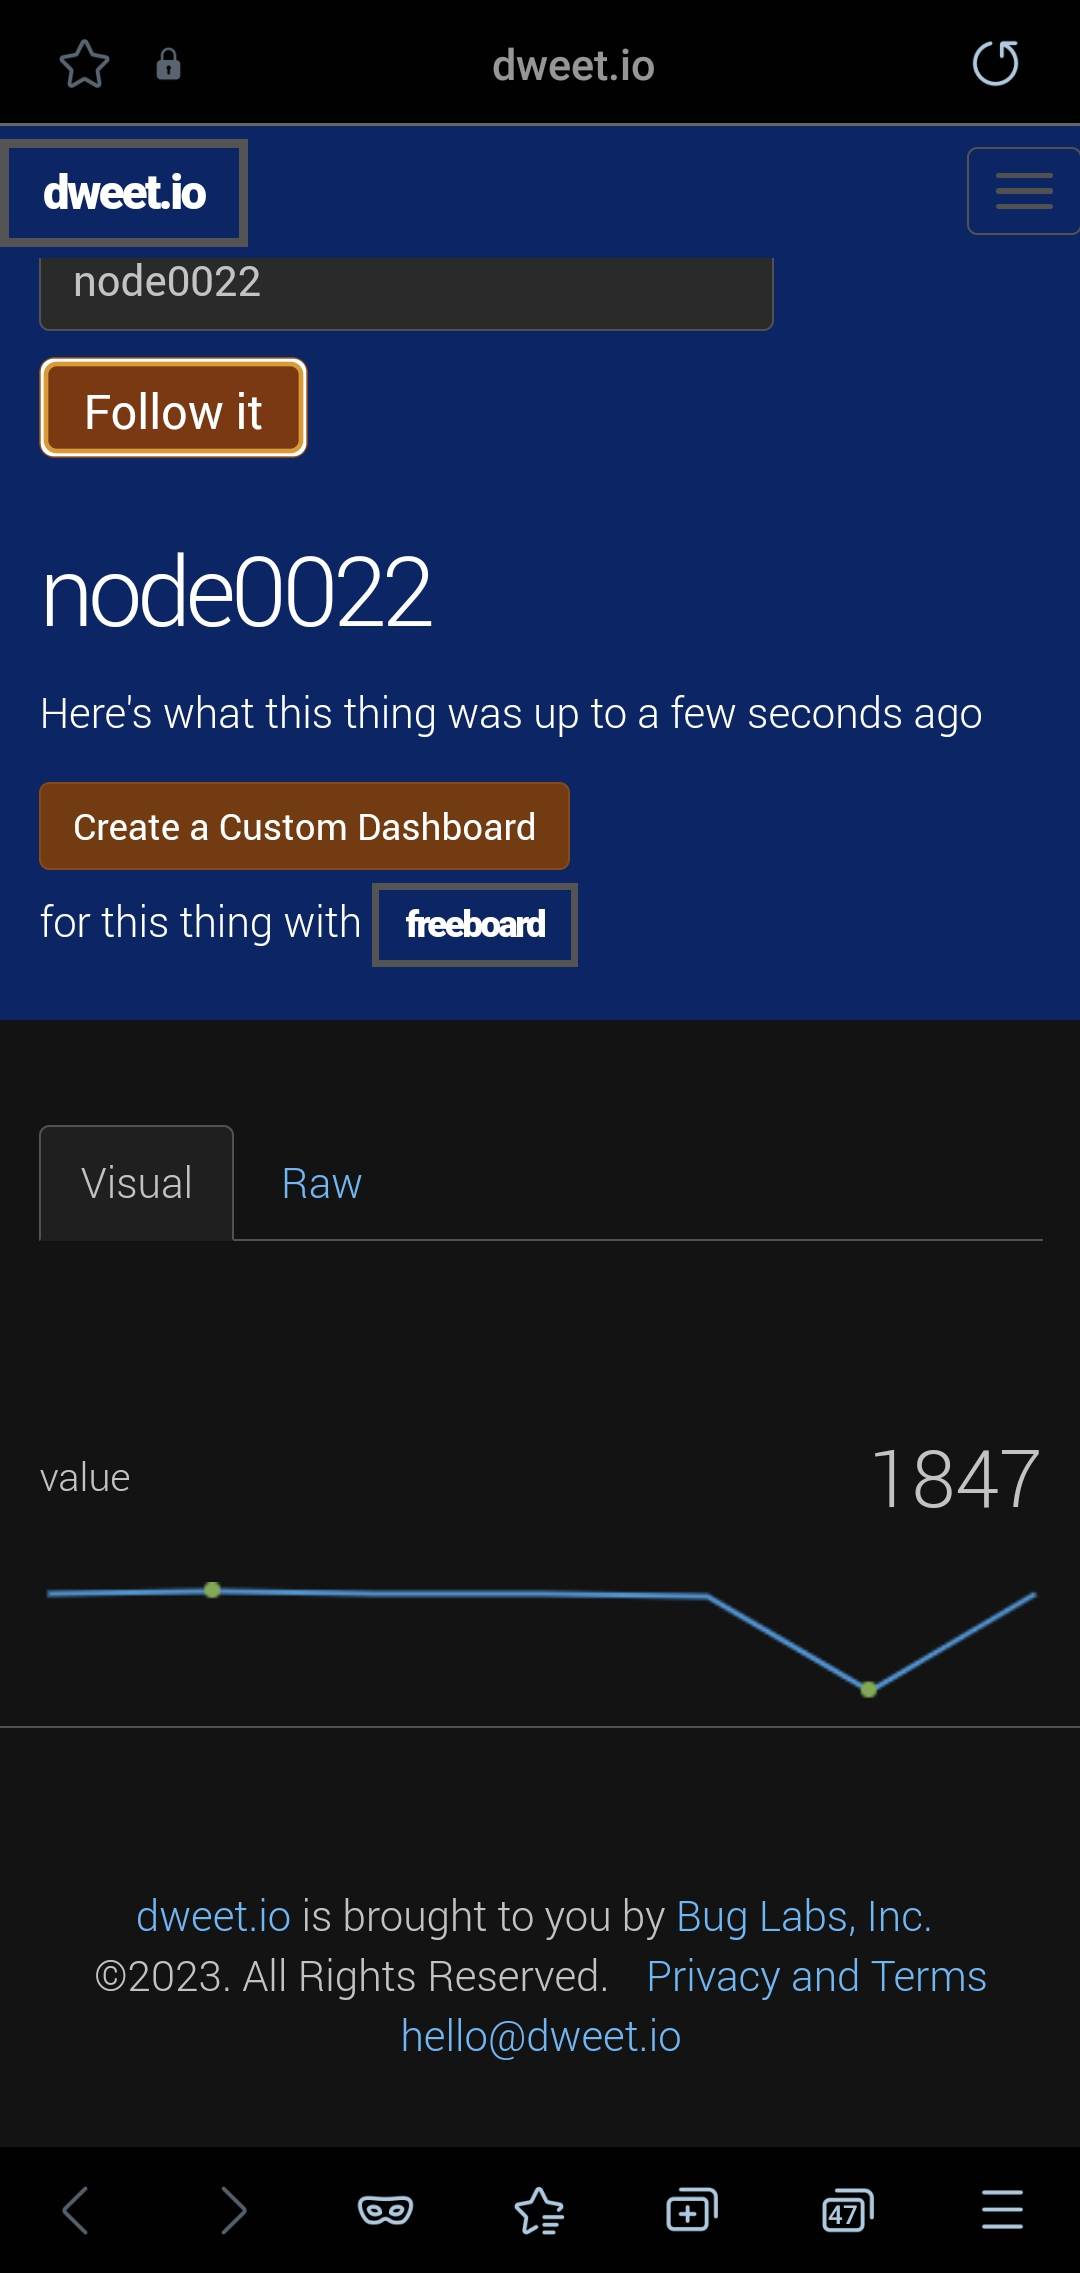 dweet.io
dweet.io
node0022
Follow it
node0022
Here's what this thing was up to a few seconds ago
Create a Custom Dashboard
for this thing with freeboard
Visual Raw
value 1847
dweet.io is brought to you by Bug Labs, Inc.
©2023. All Rights Reserved. Privacy and Terms
hello@dweet.io
47